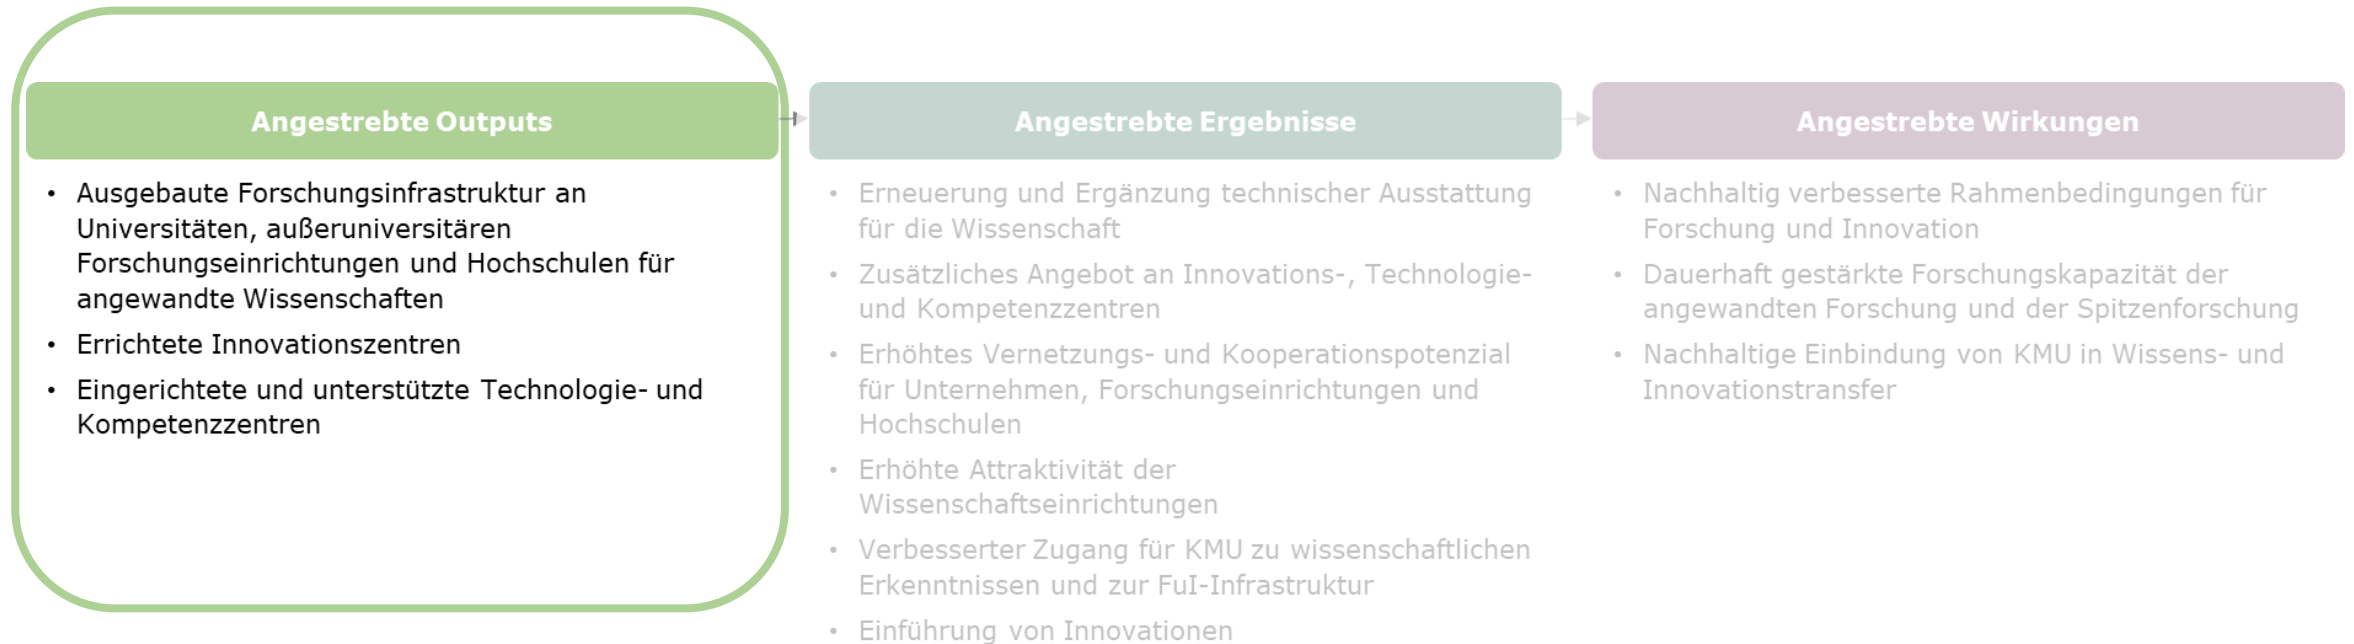 Angestrebte Outputs
• Ausgebaute Forschungsinfrastruktur an
Universitäten, außeruniversitären
Forschungseinrichtungen und Hochschulen für
angewandte Wissenschaften
• Errichtete Innovationszentren
• Eingerichtete und unterstützte Technologie- und
Kompetenzzentren
Angestrebte Ergebnisse
• Erneuerung und Ergänzung technischer Ausstattung
für die Wissenschaft
• Zusätzliches Angebot an Innovations-, Technologie-
und Kompetenzzentren
• Erhöhtes Vernetzungs- und Kooperationspotenzial
für Unternehmen, Forschungseinrichtungen und
Hochschulen
• Erhöhte Attraktivität der
Wissenschaftseinrichtungen
• Verbesserter Zugang für KMU zu wissenschaftlichen
Erkenntnissen und zur FuI-Infrastruktur
• Einführung von Innovationen
Angestrebte Wirkungen
• Nachhaltig verbesserte Rahmenbedingungen für
Forschung und Innovation
• Dauerhaft gestärkte Forschungskapazität der
angewandten Forschung und der Spitzenforschung
• Nachhaltige Einbindung von KMU in Wissens- und
Innovationstransfer